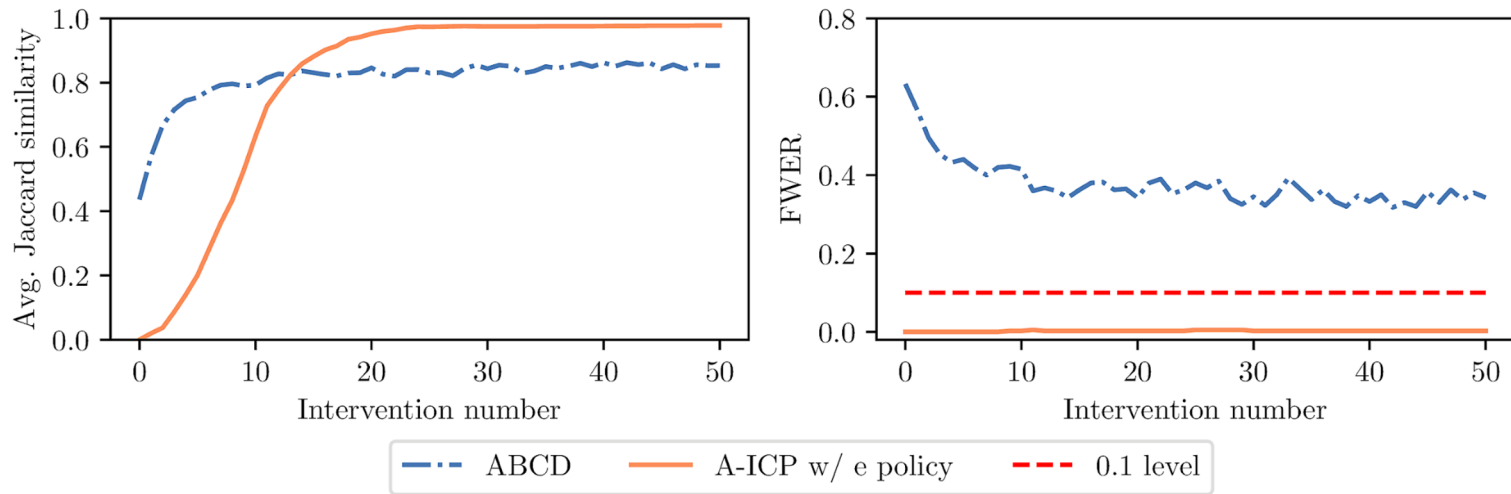 Avg. Jaccard similarity
1.0
0.8
0.6
0.4
0.2
0.0
0 10 20 30 40 50
Intervention number
FWER
0.8
0.6
0.4
0.2
0.0
0 10 20 30 40 50
Intervention number
ABCD A-ICP w/ e policy 0.1 level